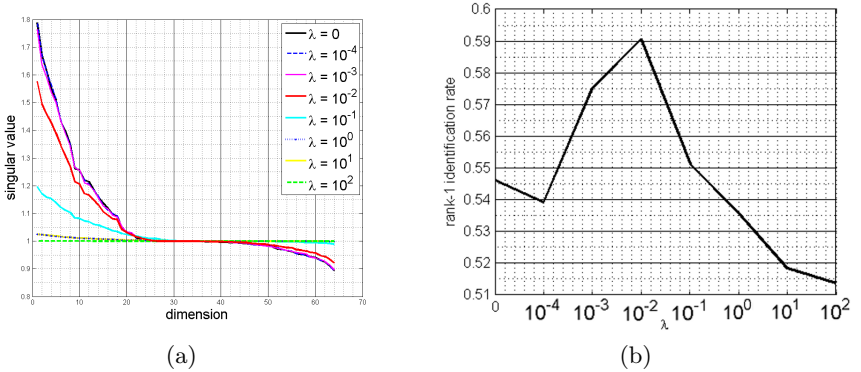 1.8
1.7
1.6
1.5
1.4
1.3
1.2
1.1
1
0.9
0.8
singular value
0 10 20 30 40 50 60 70
dimension
λ = 0
λ = 10^-4
λ = 10^-3
λ = 10^-2
λ = 10^-1
λ = 10^0
λ = 10^1
λ = 10^2
(a)
0.6
0.59
0.58
0.57
0.56
0.55
0.54
0.53
0.52
0.51
rank-1 identification rate
0 10^-4 10^-3 10^-2 10^-1 10^0 10^1 10^2
λ
(b)